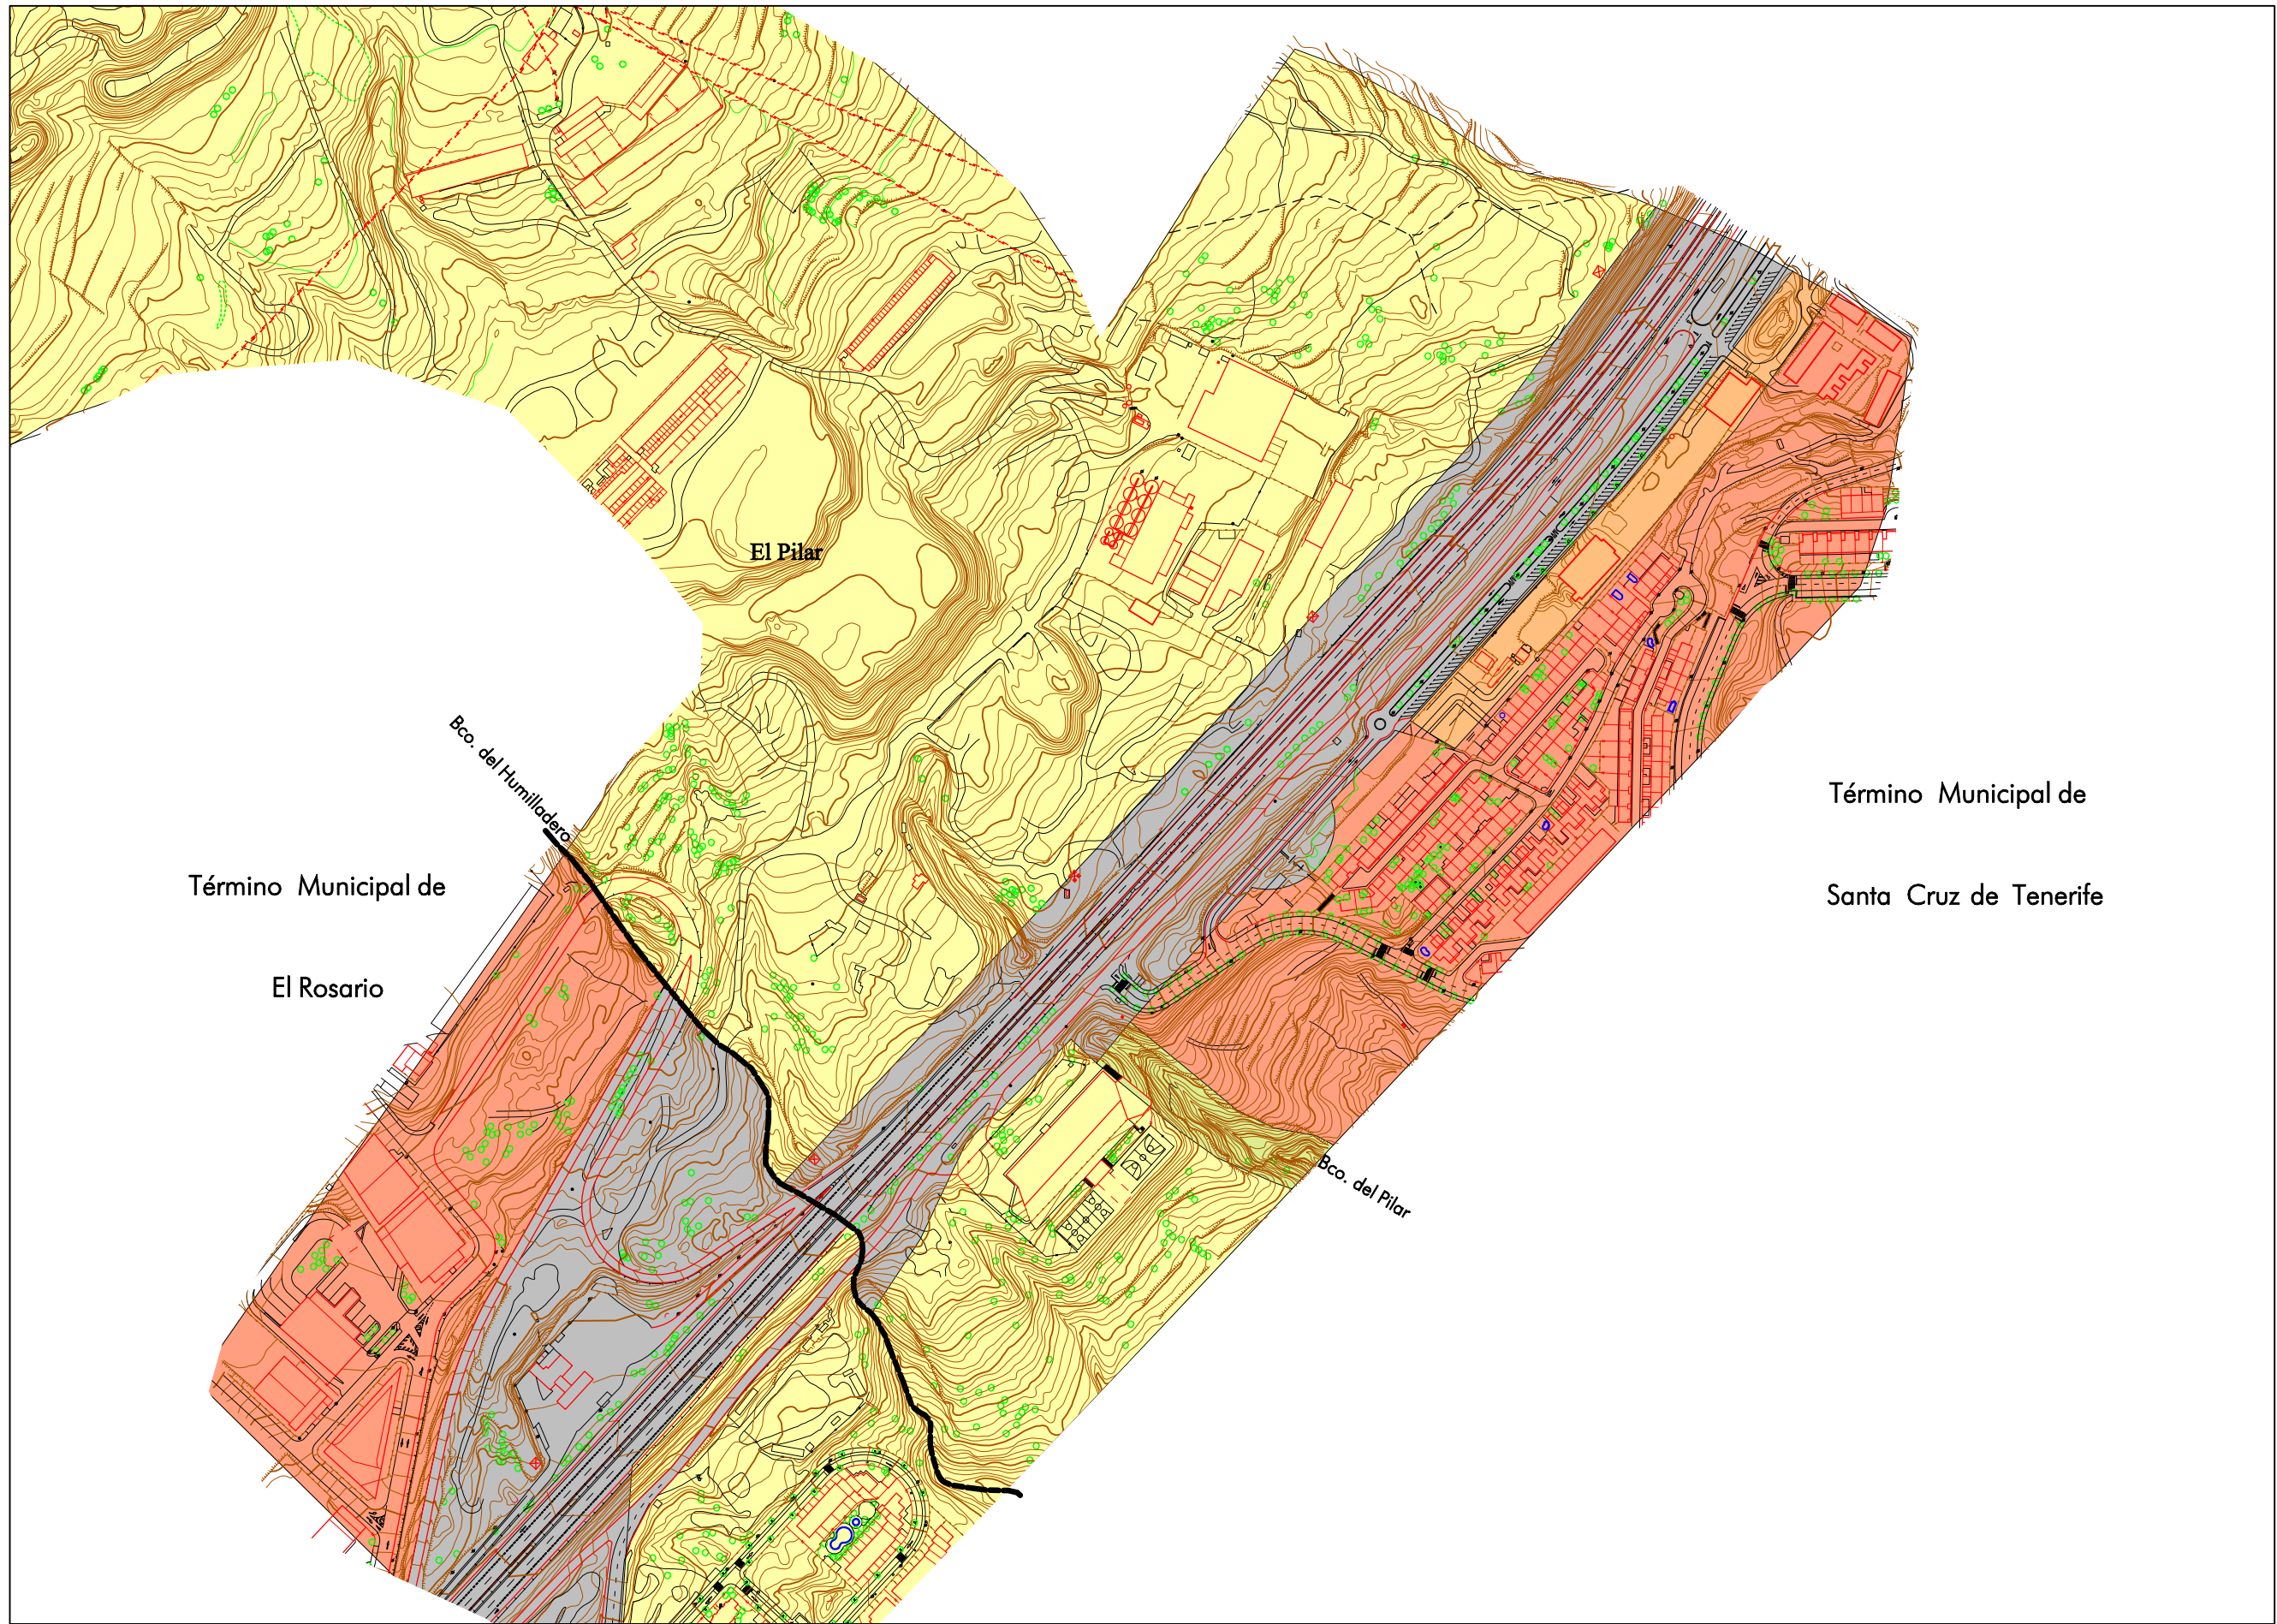 El Pilar
Bco. del Humilladero
Término Municipal de
El Rosario
Término Municipal de
Santa Cruz de Tenerife
Bco. del Pilar